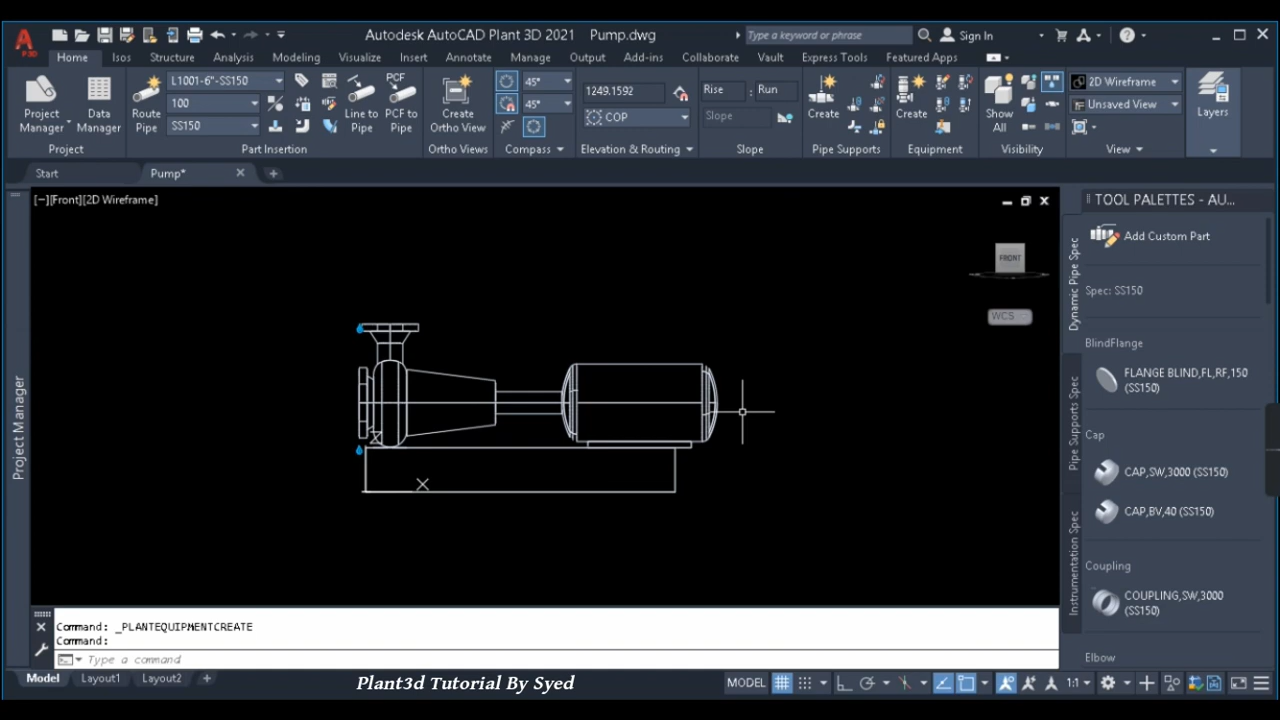 Autodesk AutoCAD Plant 3D 2021 Pump.dwg
Type a keyword or phrase
Sign In
P3D
Home Isos Structure Analysis Modeling Visualize Insert Annotate Manage Output Add-ins Collaborate Vault Express Tools Featured Apps
Project Manager
Data Manager
Project
Route Pipe
L1001-6"-SS150
100
SS150
Line to Pipe
PCF to Pipe
Part Insertion
PCF
Create Ortho View
Ortho Views
45°
45°
Compass
1249.1592
COP
Elevation & Routing
Rise : Run
Slope
Slope
Create
Pipe Supports
Create
Equipment
Show All
Visibility
2D Wireframe
Unsaved View
View
Layers
Start
Pump*
[−][Front][2D Wireframe]
FRONT
WCS
Project Manager
TOOL PALETTES - AU...
Dynamic Pipe Spec
Pipe Supports Spec
Instrumentation Spec
Add Custom Part
Spec: SS150
BlindFlange
FLANGE BLIND,FL,RF,150
(SS150)
Cap
CAP,SW,3000 (SS150)
CAP,BV,40 (SS150)
Coupling
COUPLING,SW,3000
(SS150)
Elbow
Command: _PLANTEQUIPMENTCREATE
Command:
Type a command
Model Layout1 Layout2
Plant3d Tutorial By Syed
MODEL
1:1